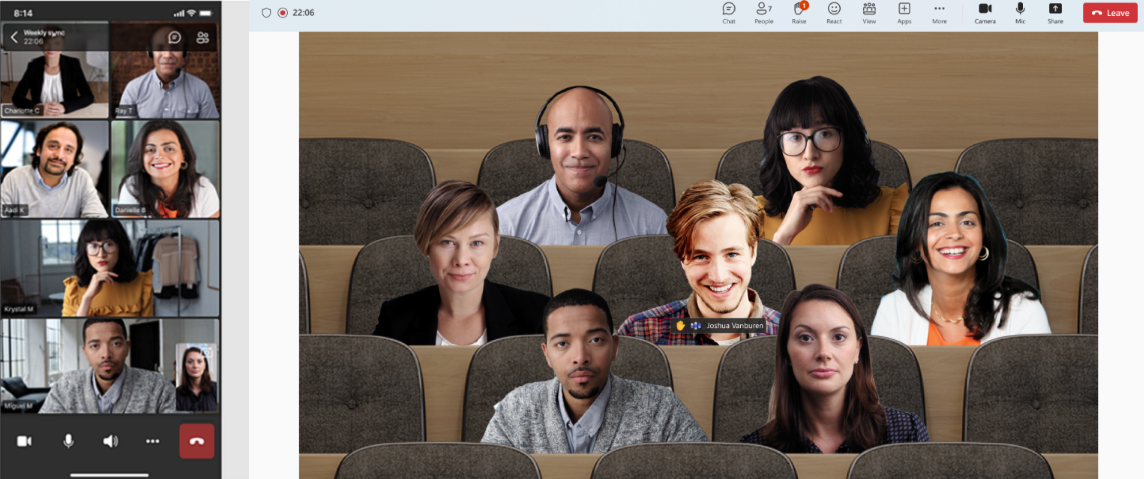 8:14
Weekly sync
22:06
Charlotte C
Ray T
Aadi K
Danielle B
Krystal M
Miguel M
22:06
Chat
People
7
Raise
1
React
View
Apps
More
Camera
Mic
Share
Leave
Joshua Vanburen